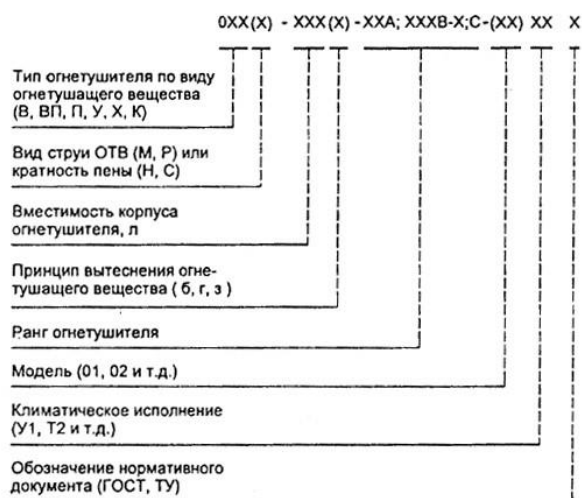 0XX(X) - XXX(X) - XXA; XXXB-X;C-(XX) XX X
Тип огнетушителя по виду
огнетушащего вещества
(В, ВП, П, У, Х, К)
Вид струи ОТВ (М, Р) или
кратность пены (Н, С)
Вместимость корпуса
огнетушителя, л
Принцип вытеснения огне-
тушащего вещества ( б, г, з )
Ранг огнетушителя
Модель (01, 02 и т.д.)
Климатическое исполнение
(У1, Т2 и т.д.)
Обозначение нормативного
документа (ГОСТ, ТУ)